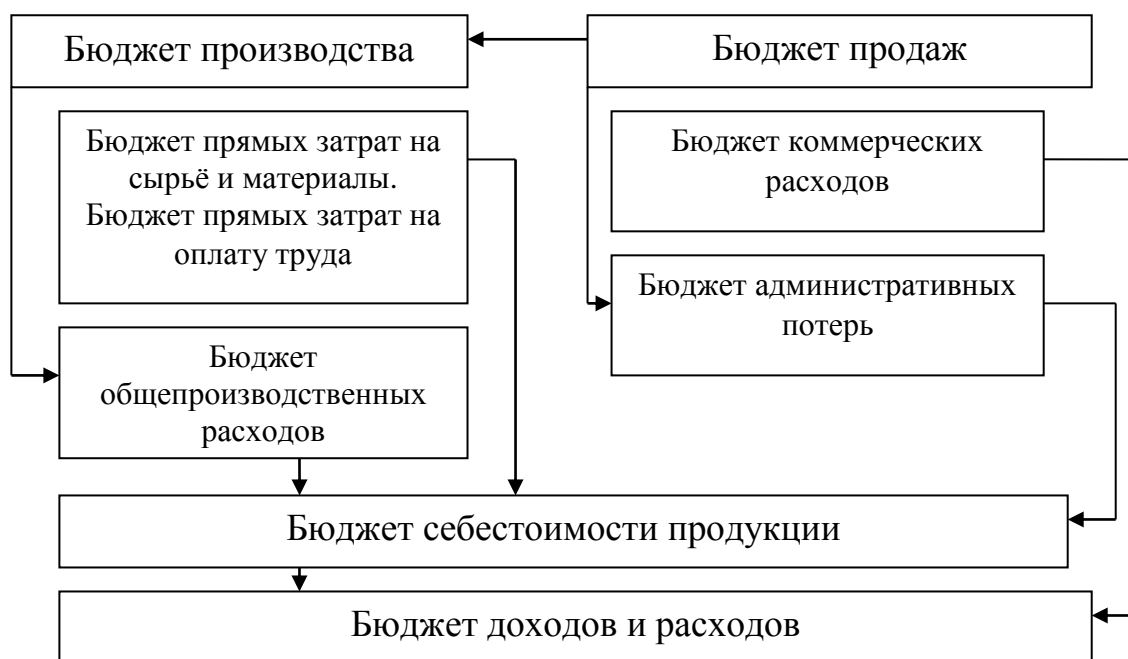 Бюджет производства
Бюджет продаж
Бюджет прямых затрат на
сырьё и материалы.
Бюджет прямых затрат на
оплату труда
Бюджет коммерческих
расходов
Бюджет административных
потерь
Бюджет
общепроизводственных
расходов
Бюджет себестоимости продукции
Бюджет доходов и расходов